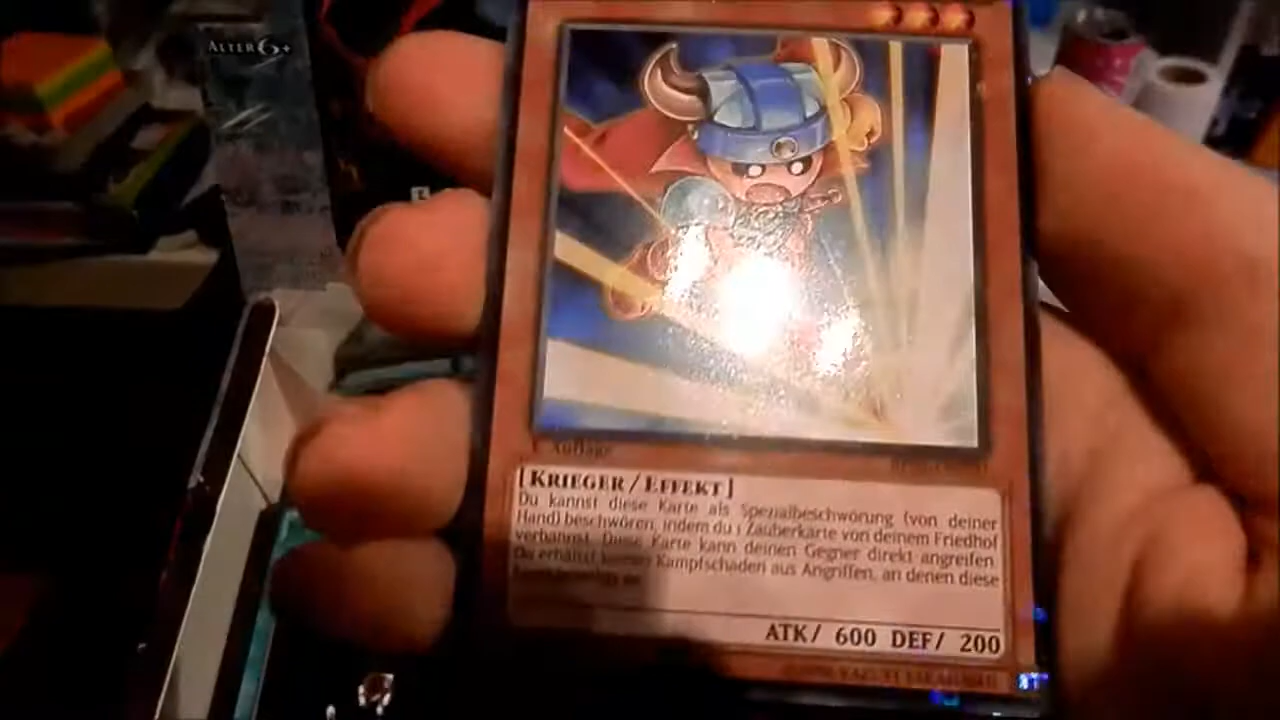 ALTER 6+
Auflage
[KRIEGER/EFFEKT]
Du kannst diese Karte als Spezialbeschwörung (von deiner
Hand) beschwören, indem du 1 Zauberkarte von deinem Friedhof
verbannst. Diese Karte kann deinen Gegner direkt angreifen.
Du erhältst keinen Kampfschaden aus Angriffen, an denen diese
ATK/ 600 DEF/ 200